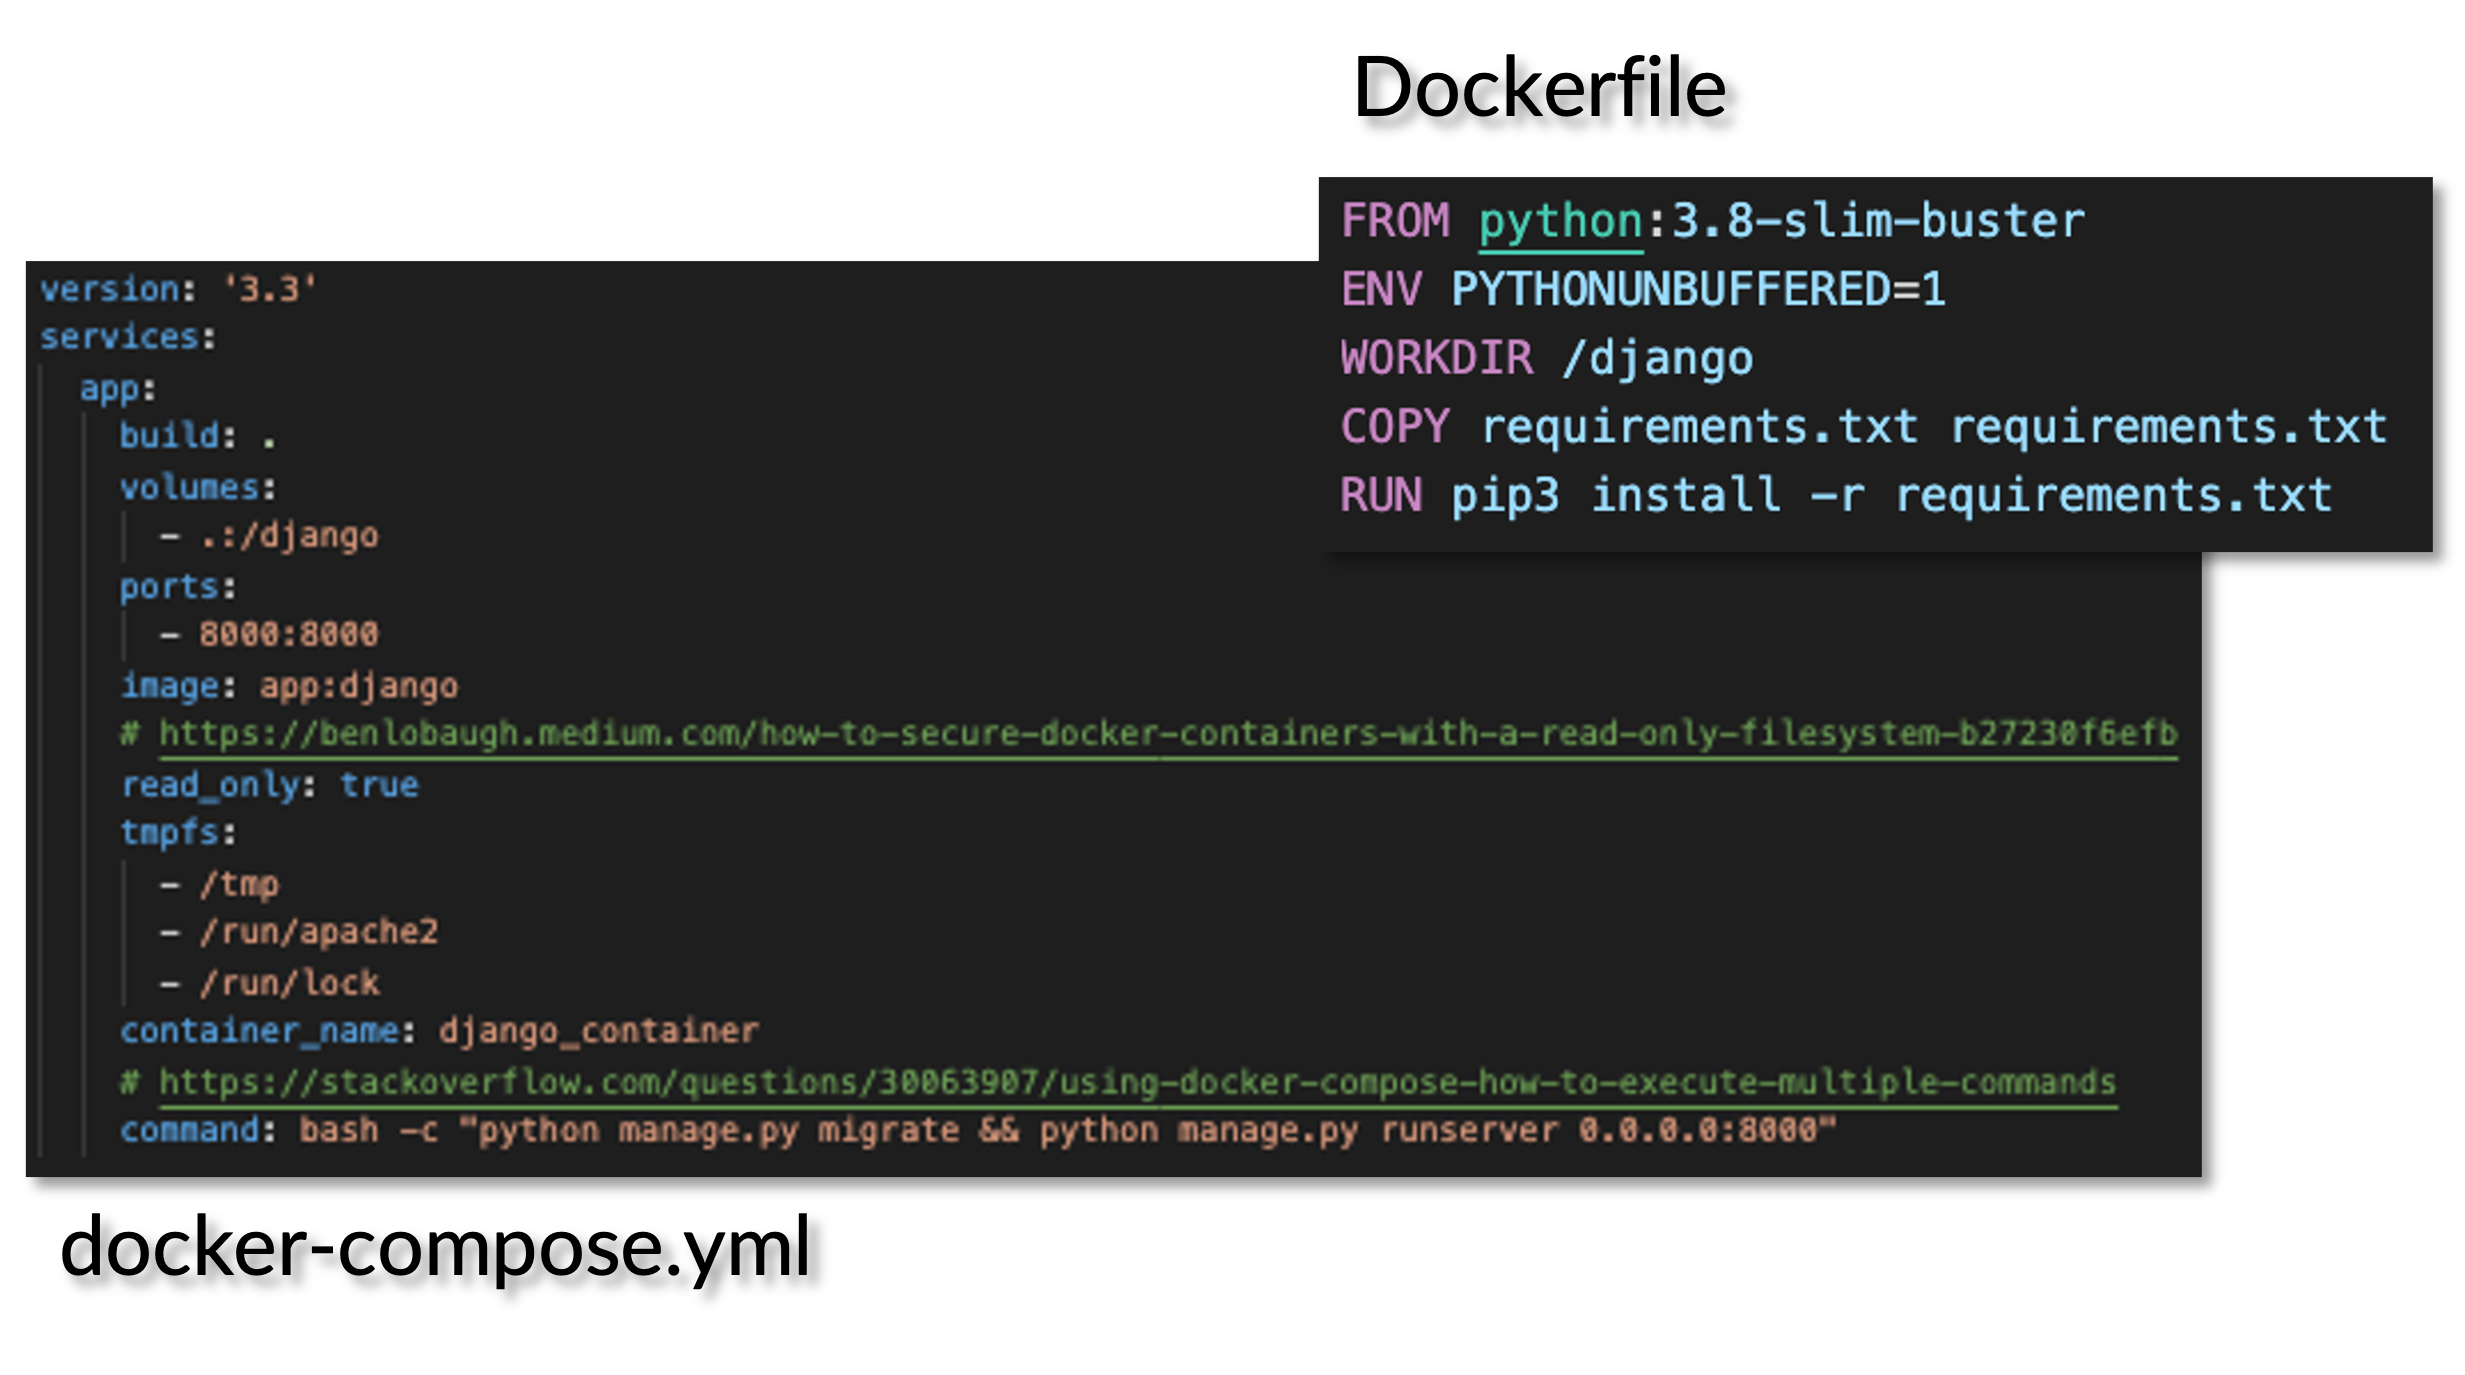 Dockerfile
FROM python:3.8-slim-buster
ENV PYTHONUNBUFFERED=1
WORKDIR /django
COPY requirements.txt requirements.txt
RUN pip3 install -r requirements.txt
version: '3.3'
services:
app:
build: .
volumes:
- .:/django
ports:
- 8000:8000
image: app:django
# https://benlobaugh.medium.com/how-to-secure-docker-containers-with-a-read-only-filesystem-b27230f6efb
read_only: true
tmpfs:
- /tmp
- /run/apache2
- /run/lock
container_name: django_container
# https://stackoverflow.com/questions/30063907/using-docker-compose-how-to-execute-multiple-commands
command: bash -c "python manage.py migrate && python manage.py runserver 0.0.0.0:8000"
docker-compose.yml